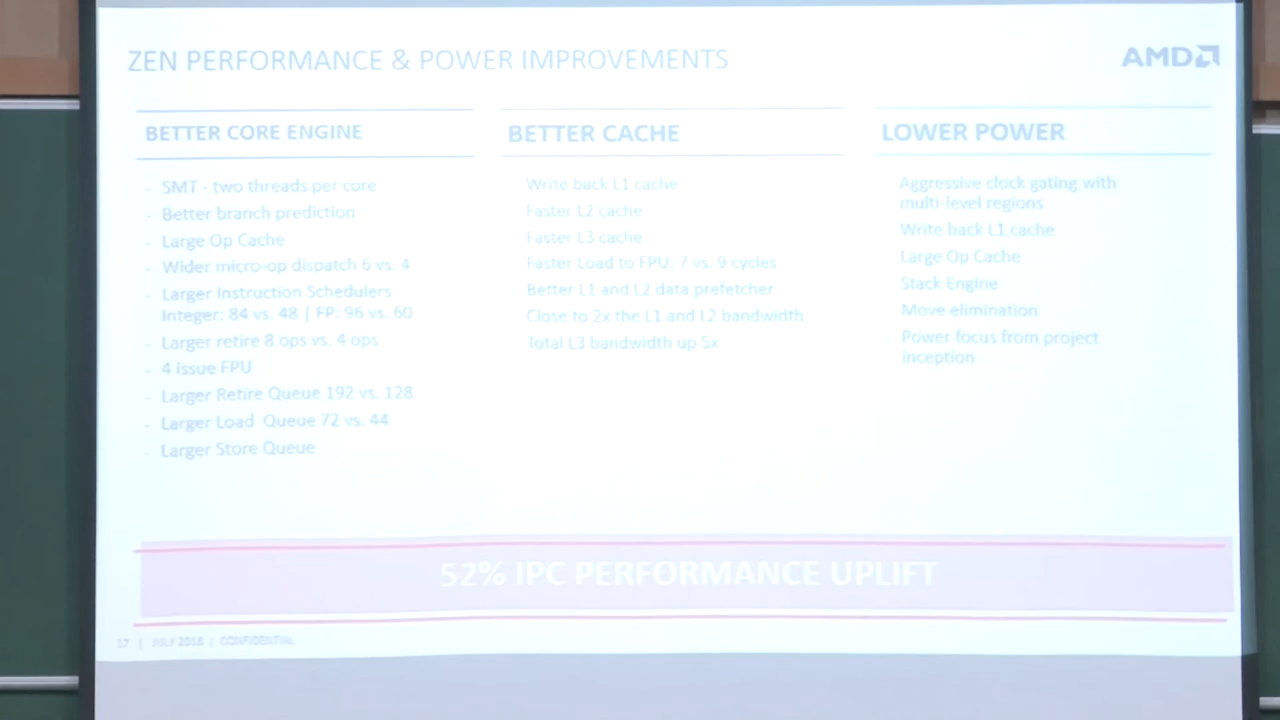 ZEN PERFORMANCE & POWER IMPROVEMENTS
AMD
BETTER CORE ENGINE
- SMT - two threads per core
- Better branch prediction
- Large Op Cache
- Wider micro-op dispatch 6 vs. 4
- Larger Instruction Schedulers
Integer: 84 vs. 48 | FP: 96 vs. 60
- Larger retire 8 ops vs. 4 ops
- 4 issue FPU
- Larger Retire Queue 192 vs. 128
- Larger Load Queue 72 vs. 44
- Larger Store Queue
BETTER CACHE
Write back L1 cache
Faster L2 cache
Faster L3 cache
Faster Load to FPU: 7 vs. 9 cycles
Better L1 and L2 data prefetcher
Close to 2x the L1 and L2 bandwidth
Total L3 bandwidth up 5x
LOWER POWER
Aggressive clock gating with
multi-level regions
Write back L1 cache
Large Op Cache
Stack Engine
Move elimination
Power focus from project
inception
52% IPC PERFORMANCE UPLIFT
17 | JULY 2016 | CONFIDENTIAL